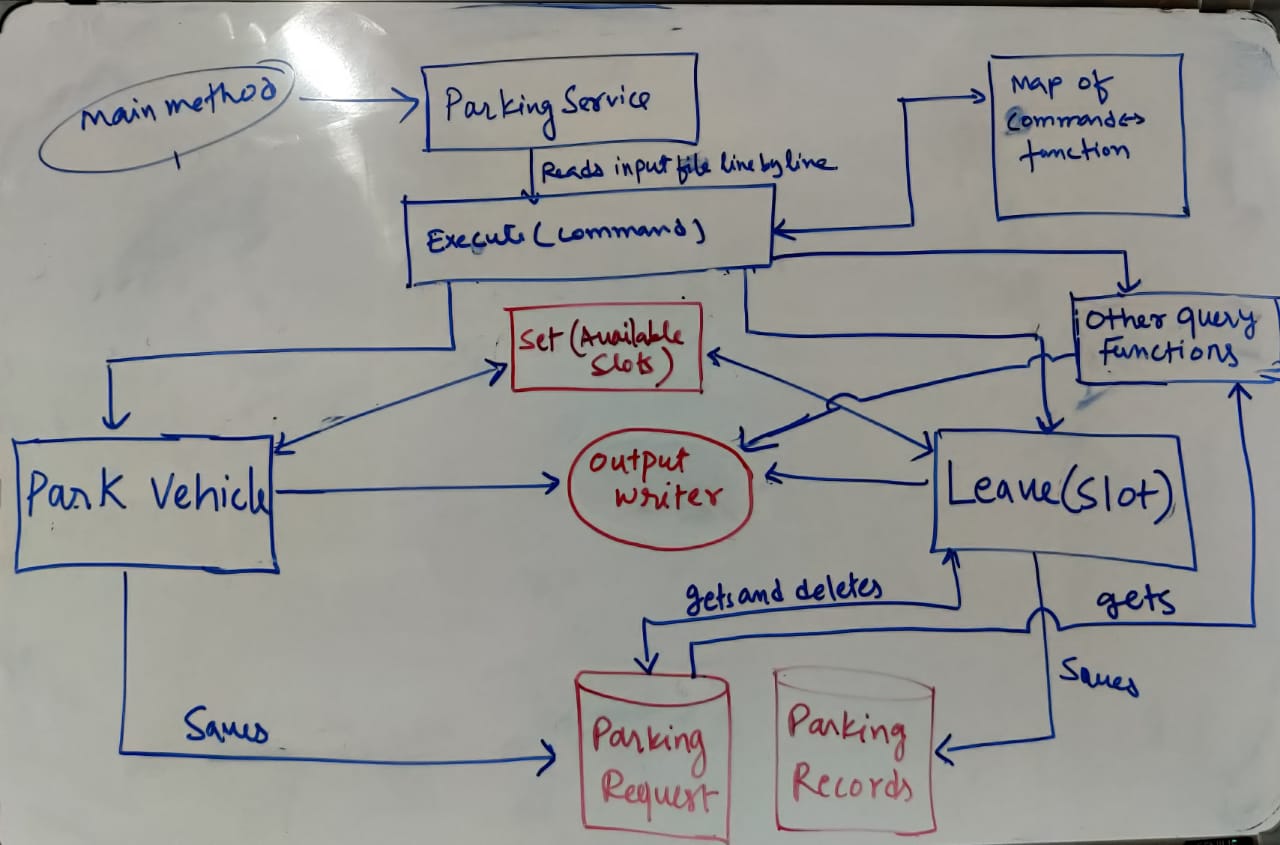 Main method
Parking Service
Map of
Command↔
function
Reads input file line by line
Execute(command)
Set(Available
Slots)
Other query
functions
Park Vehicle
Output
writer
Leave(Slot)
gets and deletes
gets
Saves
Saves
Parking
Request
Parking
Records